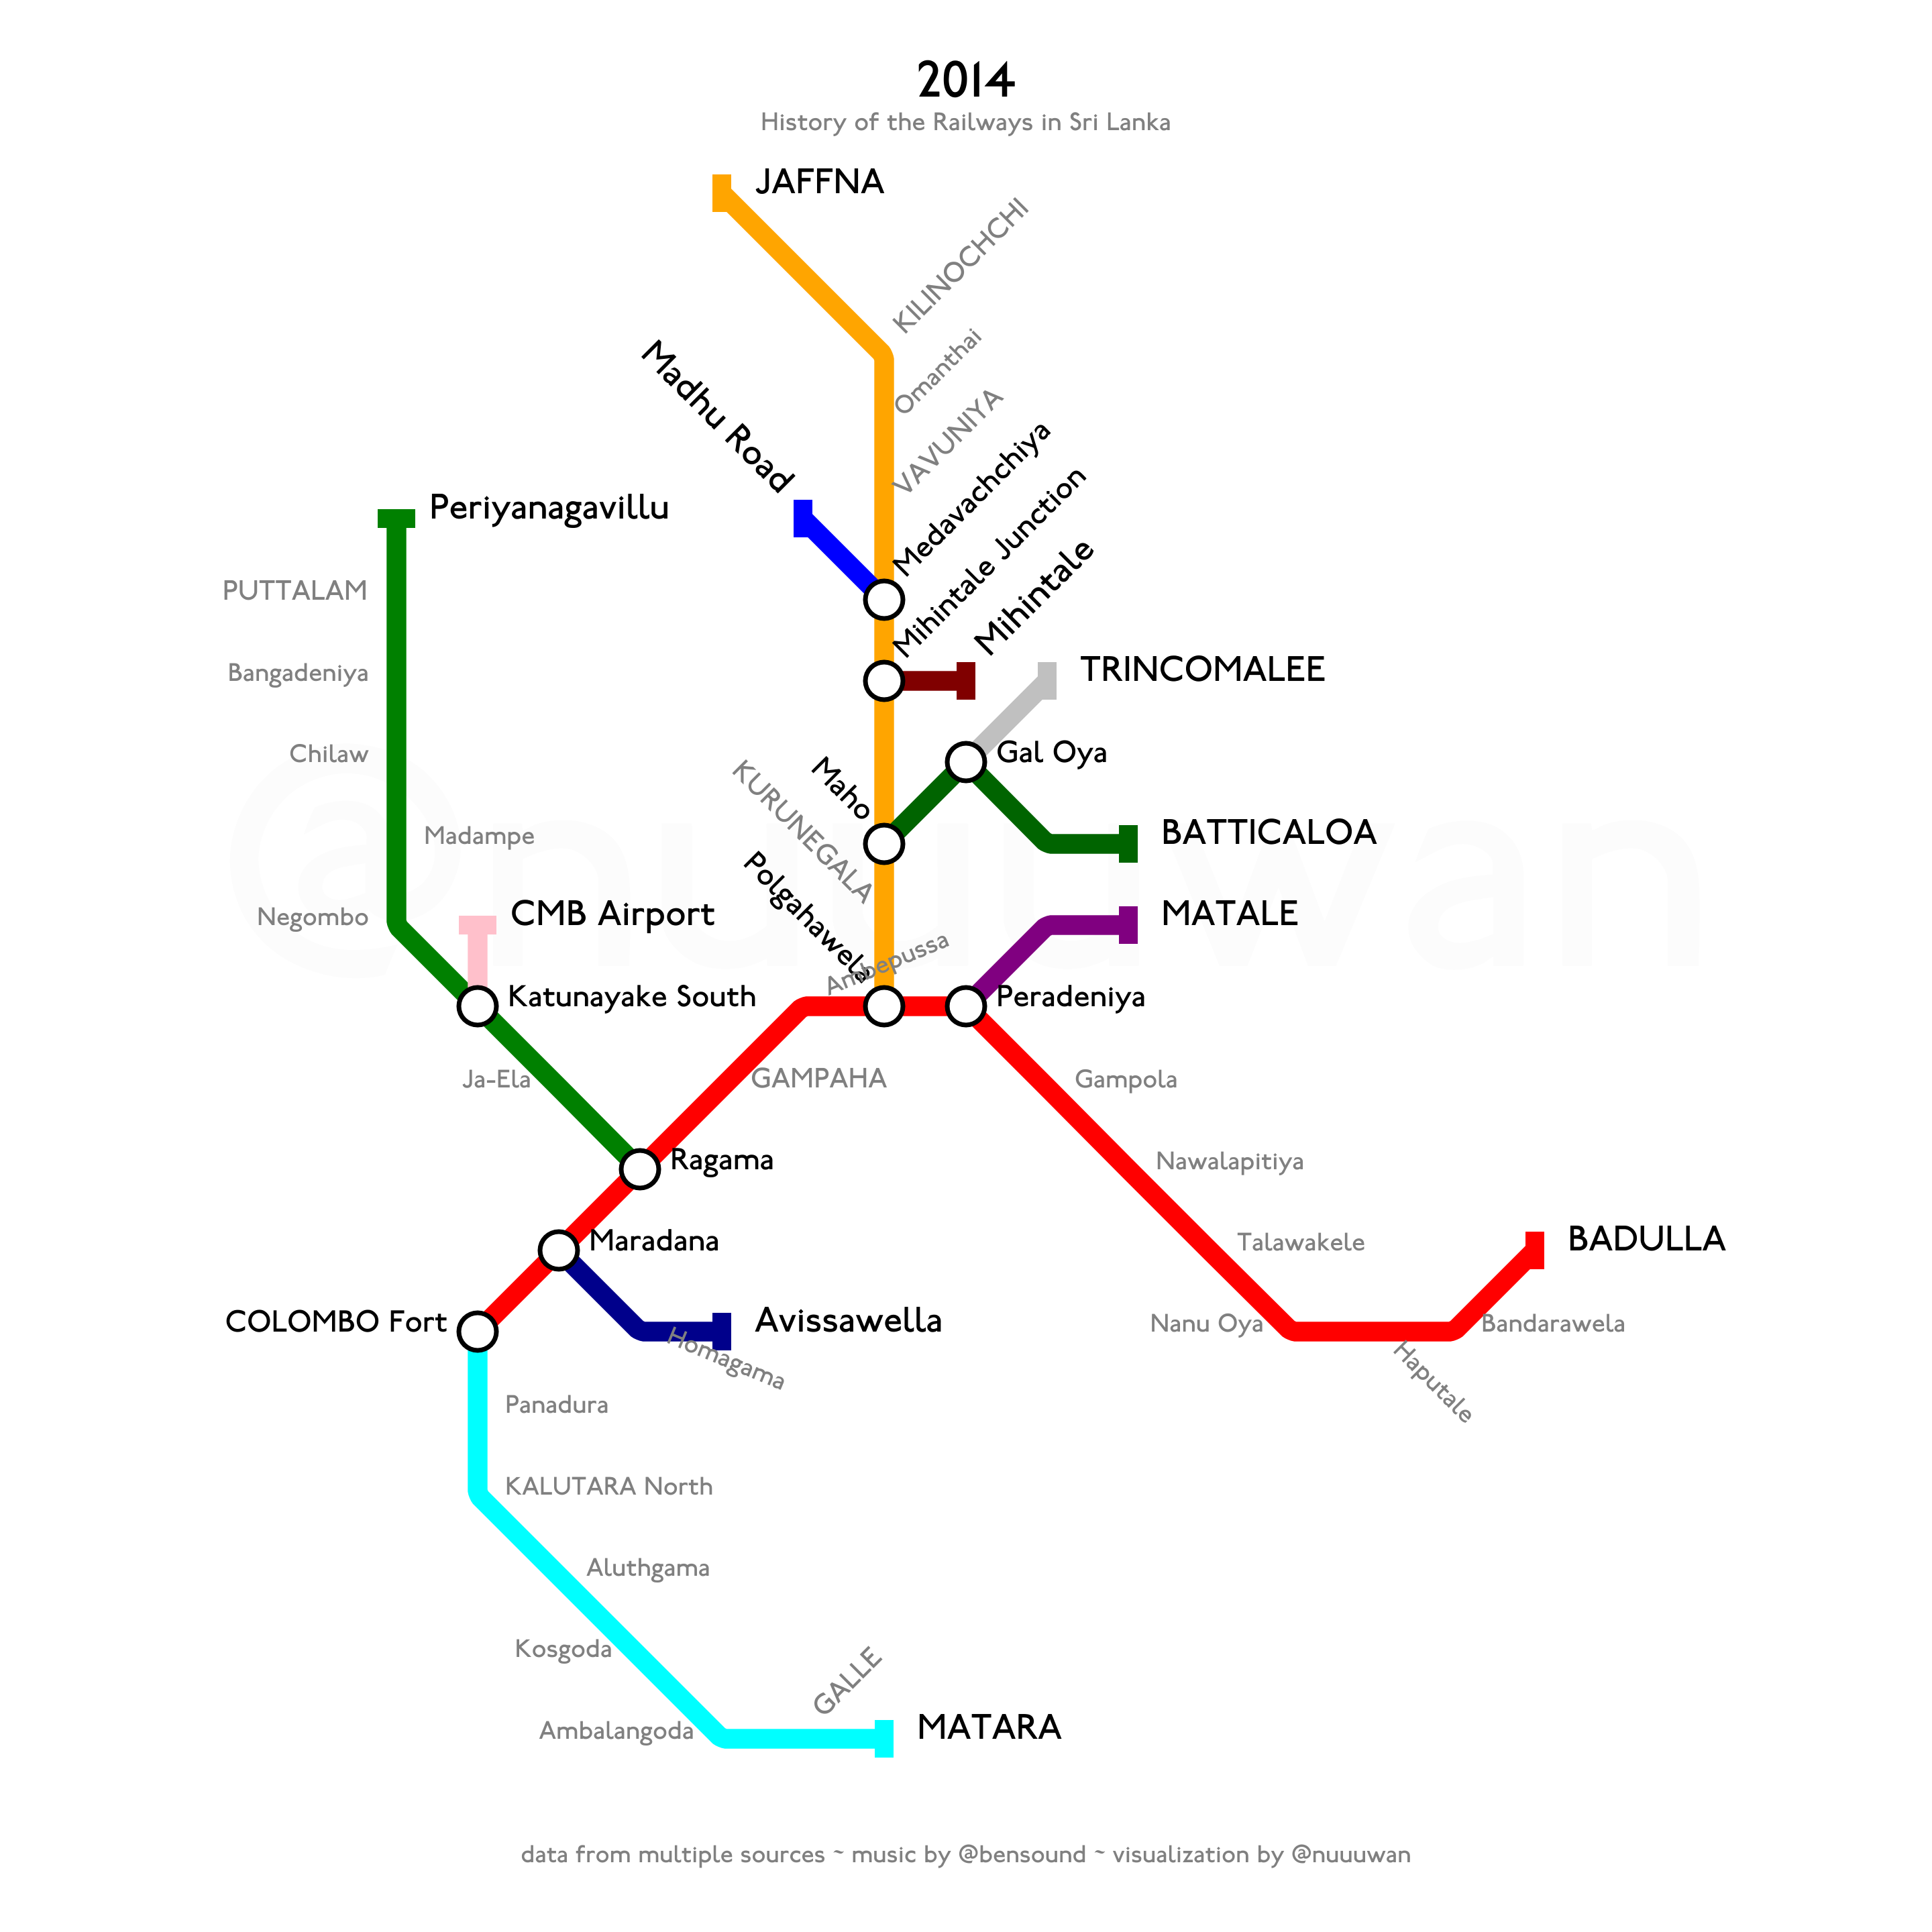 2014
History of the Railways in Sri Lanka
JAFFNA
KILINOCHCHI
Omanthai
VAVUNIYA
Madhu Road
Medavachchiya
Mihintale Junction
Mihintale
Periyanagavillu
PUTTALAM
Bangadeniya
TRINCOMALEE
Chilaw
Gal Oya
Maho
KURUNEGALA
Madampe
BATTICALOA
@nuuuwan
Polgahawela
Negombo
CMB Airport
MATALE
Ambepussa
Katunayake South
Peradeniya
Ja-Ela
GAMPAHA
Gampola
Ragama
Nawalapitiya
Maradana
Talawakele
BADULLA
COLOMBO Fort
Avissawella
Homagama
Nanu Oya
Haputale
Bandarawela
Panadura
KALUTARA North
Aluthgama
Kosgoda
GALLE
Ambalangoda
MATARA
data from multiple sources ~ music by @bensound ~ visualization by @nuuuwan